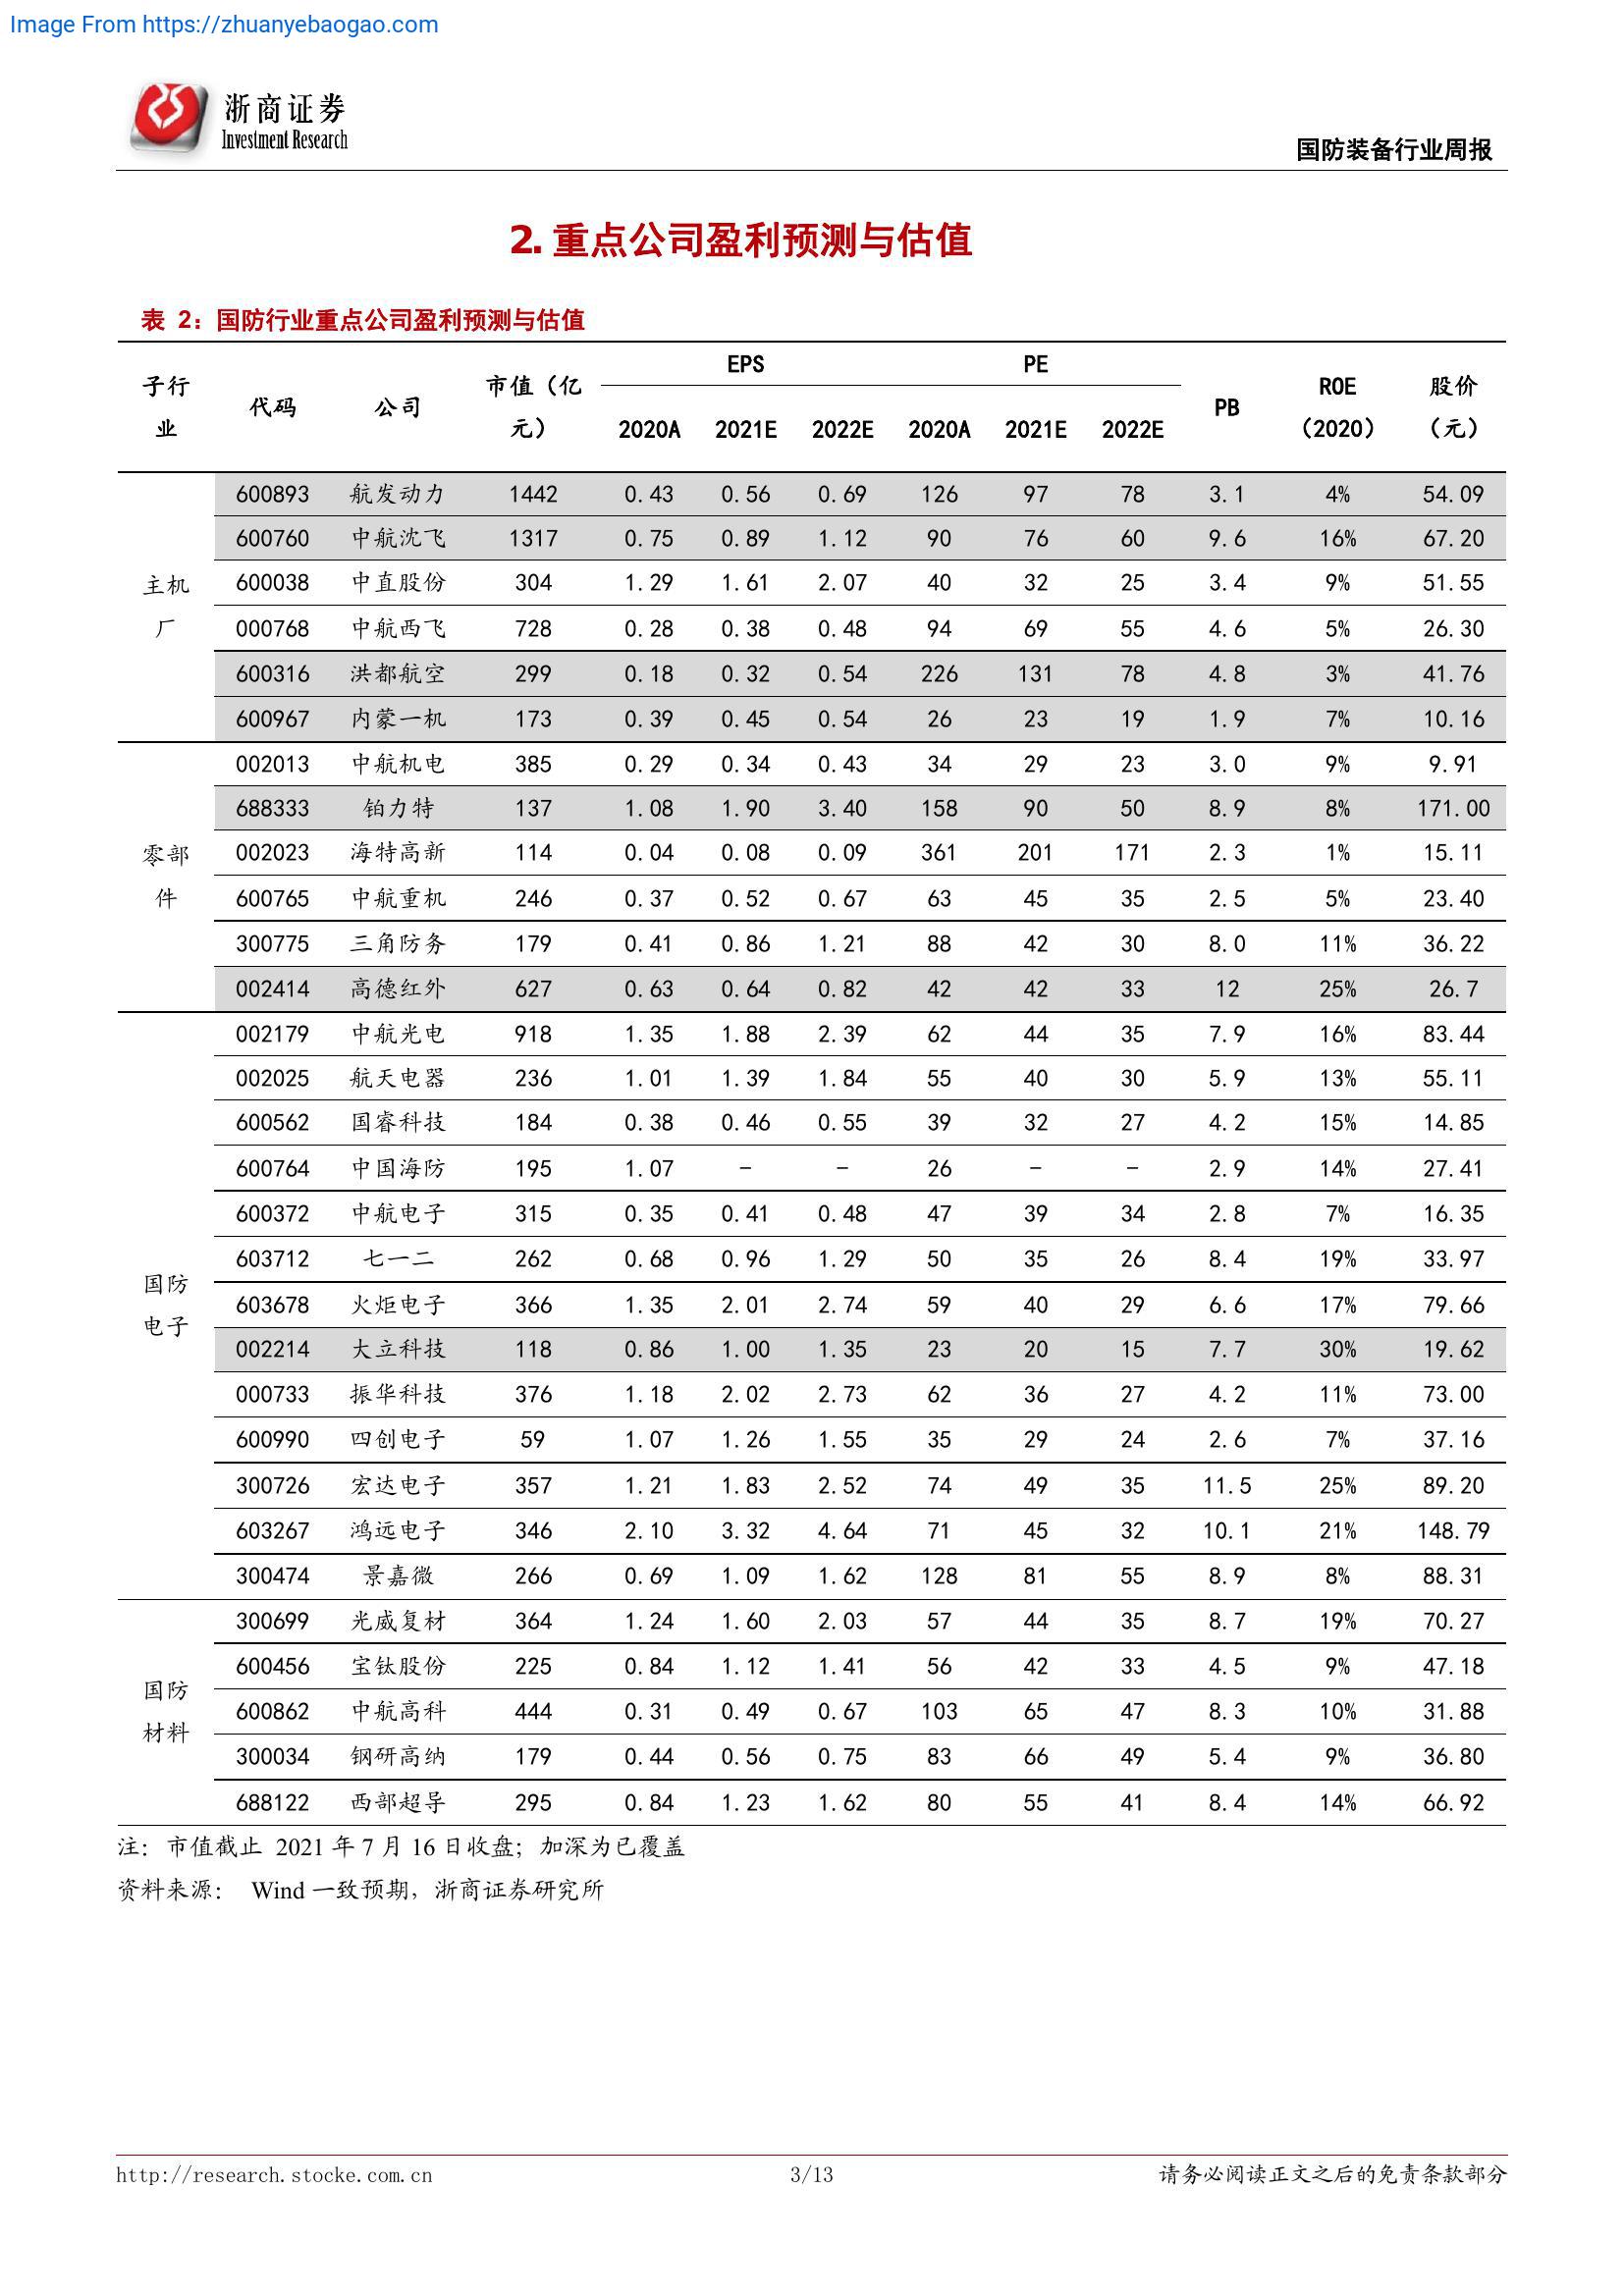 Image From https://zhuanyebaogao.com
浙商证券
Investment Research
国防装备行业周报
2. 重点公司盈利预测与估值
表 2：国防行业重点公司盈利预测与估值
子行业 代码 公司 市值（亿元） EPS PE PB ROE（2020） 股价（元）
2020A 2021E 2022E 2020A 2021E 2022E
主机厂
600893 航发动力 1442 0.43 0.56 0.69 126 97 78 3.1 4% 54.09
600760 中航沈飞 1317 0.75 0.89 1.12 90 76 60 9.6 16% 67.20
600038 中直股份 304 1.29 1.61 2.07 40 32 25 3.4 9% 51.55
000768 中航西飞 728 0.28 0.38 0.48 94 69 55 4.6 5% 26.30
600316 洪都航空 299 0.18 0.32 0.54 226 131 78 4.8 3% 41.76
600967 内蒙一机 173 0.39 0.45 0.54 26 23 19 1.9 7% 10.16
零部件
002013 中航机电 385 0.29 0.34 0.43 34 29 23 3.0 9% 9.91
688333 铂力特 137 1.08 1.90 3.40 158 90 50 8.9 8% 171.00
002023 海特高新 114 0.04 0.08 0.09 361 201 171 2.3 1% 15.11
600765 中航重机 246 0.37 0.52 0.67 63 45 35 2.5 5% 23.40
300775 三角防务 179 0.41 0.86 1.21 88 42 30 8.0 11% 36.22
002414 高德红外 627 0.63 0.64 0.82 42 42 33 12 25% 26.7
国防电子
002179 中航光电 918 1.35 1.88 2.39 62 44 35 7.9 16% 83.44
002025 航天电器 236 1.01 1.39 1.84 55 40 30 5.9 13% 55.11
600562 国睿科技 184 0.38 0.46 0.55 39 32 27 4.2 15% 14.85
600764 中国海防 195 1.07 - - 26 - - 2.9 14% 27.41
600372 中航电子 315 0.35 0.41 0.48 47 39 34 2.8 7% 16.35
603712 七一二 262 0.68 0.96 1.29 50 35 26 8.4 19% 33.97
603678 火炬电子 366 1.35 2.01 2.74 59 40 29 6.6 17% 79.66
002214 大立科技 118 0.86 1.00 1.35 23 20 15 7.7 30% 19.62
000733 振华科技 376 1.18 2.02 2.73 62 36 27 4.2 11% 73.00
600990 四创电子 59 1.07 1.26 1.55 35 29 24 2.6 7% 37.16
300726 宏达电子 357 1.21 1.83 2.52 74 49 35 11.5 25% 89.20
603267 鸿远电子 346 2.10 3.32 4.64 71 45 32 10.1 21% 148.79
300474 景嘉微 266 0.69 1.09 1.62 128 81 55 8.9 8% 88.31
国防材料
300699 光威复材 364 1.24 1.60 2.03 57 44 35 8.7 19% 70.27
600456 宝钛股份 225 0.84 1.12 1.41 56 42 33 4.5 9% 47.18
600862 中航高科 444 0.31 0.49 0.67 103 65 47 8.3 10% 31.88
300034 钢研高纳 179 0.44 0.56 0.75 83 66 49 5.4 9% 36.80
688122 西部超导 295 0.84 1.23 1.62 80 55 41 8.4 14% 66.92
注：市值截止 2021 年 7 月 16 日收盘；加深为已覆盖
资料来源： Wind 一致预期，浙商证券研究所
http://research.stocke.com.cn 3/13 请务必阅读正文之后的免责条款部分